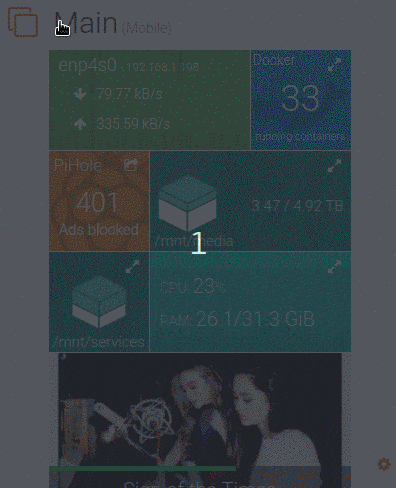 Main (Mobile)
enp4s0 - 192.168.1.198
79.77 kB/s
335.59 kB/s
Docker
33
running containers
PiHole
401
Ads blocked
3.47 / 4.92 TB
/mnt/media
1
/mnt/services
CPU: 23%
RAM: 26.1/31.3 GiB
Sign of the Times